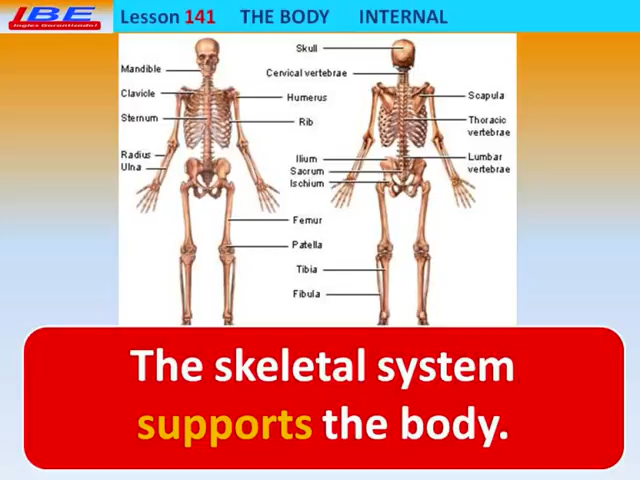 IBE
Ingles Garantizado!
Lesson 141 THE BODY INTERNAL
Skull
Mandible
Cervical vertebrae
Clavicle
Humerus
Scapula
Sternum
Rib
Thoracic
vertebrae
Radius
Ilium
Lumbar
vertebrae
Ulna
Sacrum
Ischium
Femur
Patella
Tibia
Fibula
The skeletal system
supports the body.